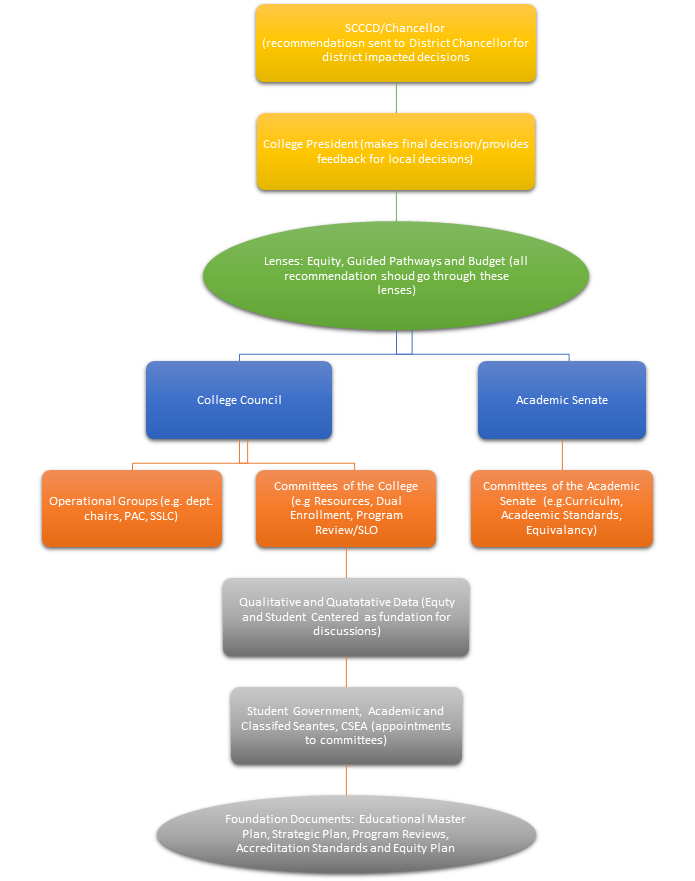 SCCCD/Chancellor
(recommendatiosn sent to District Chancellor for
district impacted decisions
College President (makes final decision/provides
feedback for local decisions)
Lenses: Equity, Guided Pathways and Budget (all
recommendation shoud go through these
lenses)
College Council
Academic Senate
Operational Groups (e.g. dept.
chairs, PAC, SSLC)
Committees of the College
(e.g Resources, Dual
Enrollment, Program
Review/SLO
Committees of the Academic
Senate (e.g.Curriculm,
Acadeemic Standards,
Equivalancy)
Qualitative and Quatatative Data (Equty
and Student Centered as fundation for
discussions)
Student Government, Academic and
Classifed Seantes, CSEA (appointments
to committees)
Foundation Documents: Educational Master
Plan, Strategic Plan, Program Reviews,
Accreditation Standards and Equity Plan